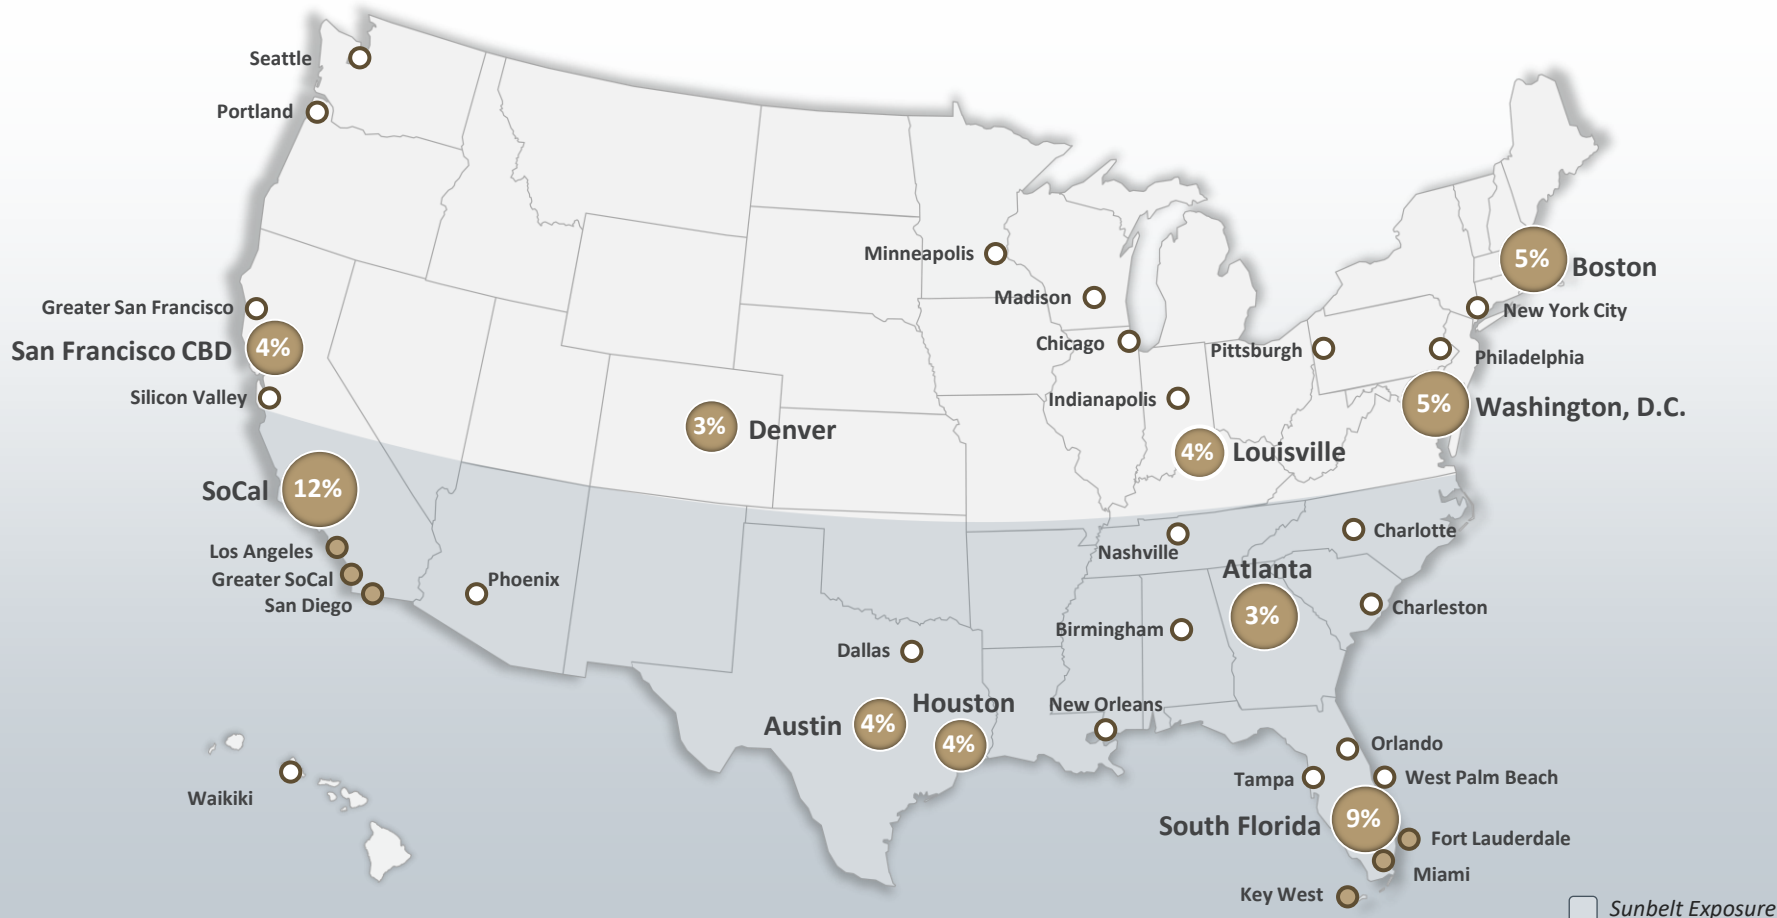 Seattle
Portland
Minneapolis
Madison
Chicago
Indianapolis
Pittsburgh
5%
Boston
New York City
Philadelphia
5%
Washington, D.C.
Greater San Francisco
San Francisco CBD
4%
Silicon Valley
3%
Denver
4%
Louisville
SoCal
12%
Los Angeles
Greater SoCal
San Diego
Phoenix
Nashville
Charlotte
Atlanta
3%
Charleston
Birmingham
Dallas
Austin
4%
Houston
4%
New Orleans
Orlando
Tampa
West Palm Beach
South Florida
9%
Fort Lauderdale
Miami
Key West
Waikiki
Sunbelt Exposure